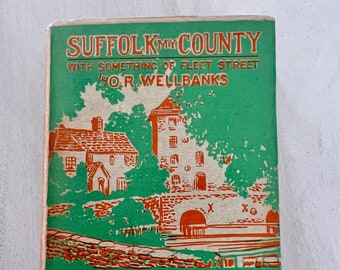 SUFFOLK MY COUNTY
WITH SOMETHING OF FLEET STREET
by O.R. WELLBANKS